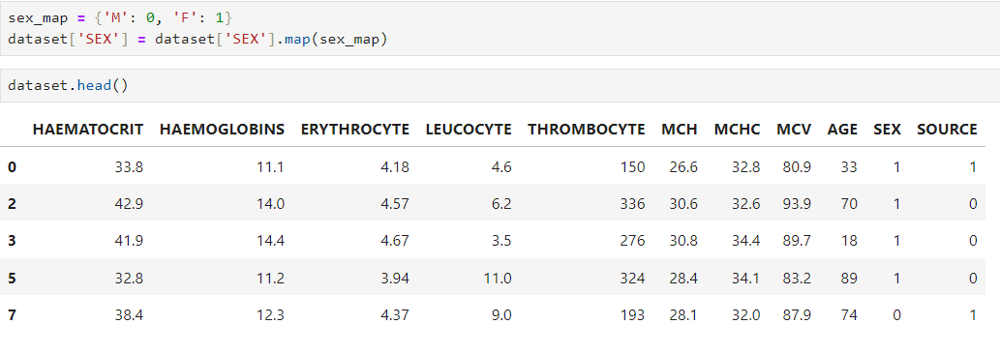 sex_map = {'M': 0, 'F': 1}
dataset['SEX'] = dataset['SEX'].map(sex_map)
dataset.head()
HAEMATOCRIT HAEMOGLOBINS ERYTHROCYTE LEUCOCYTE THROMBOCYTE MCH MCHC MCV AGE SEX SOURCE
0 33.8 11.1 4.18 4.6 150 26.6 32.8 80.9 33 1 1
2 42.9 14.0 4.57 6.2 336 30.6 32.6 93.9 70 1 0
3 41.9 14.4 4.67 3.5 276 30.8 34.4 89.7 18 1 0
5 32.8 11.2 3.94 11.0 324 28.4 34.1 83.2 89 1 0
7 38.4 12.3 4.37 9.0 193 28.1 32.0 87.9 74 0 1